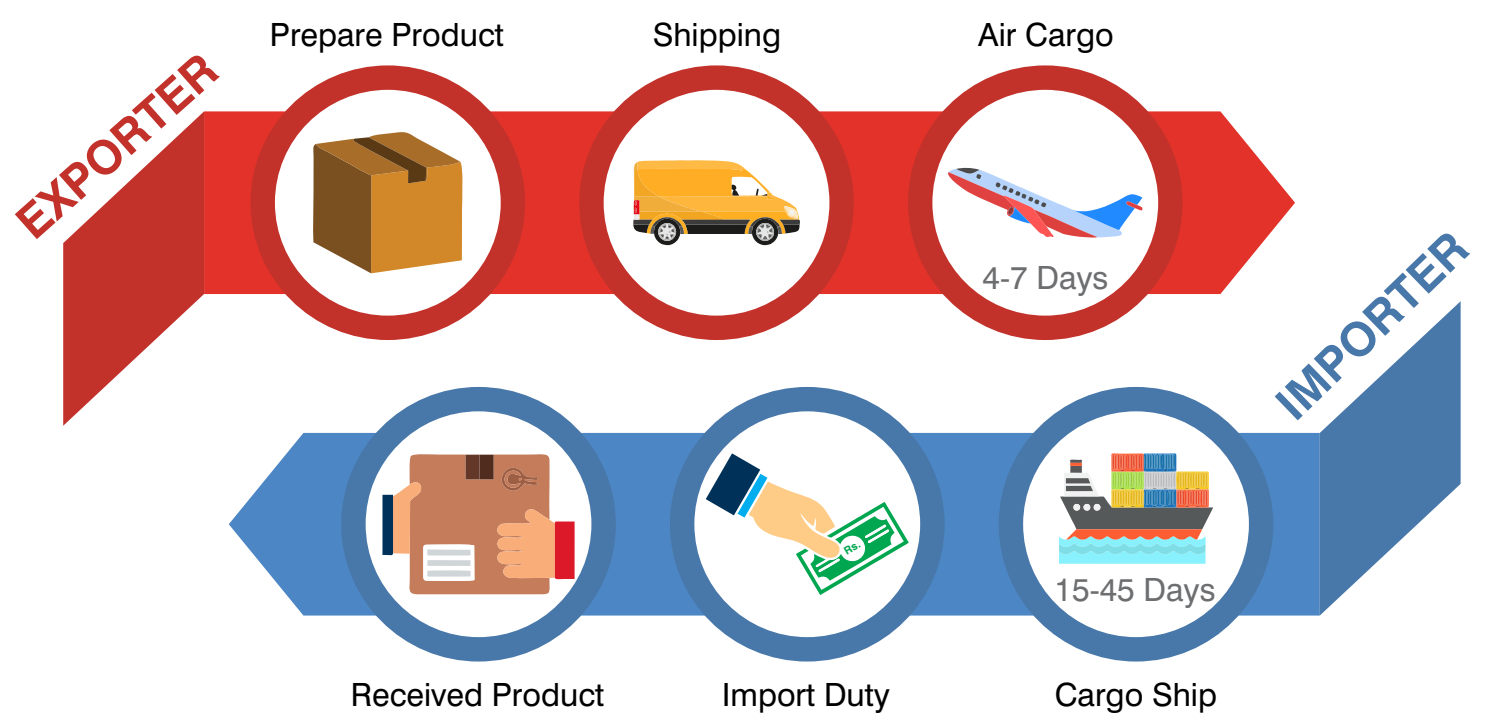 Prepare Product
Shipping
Air Cargo
EXPORTER
4-7 Days
IMPORTER
Rs.
15-45 Days
Received Product
Import Duty
Cargo Ship